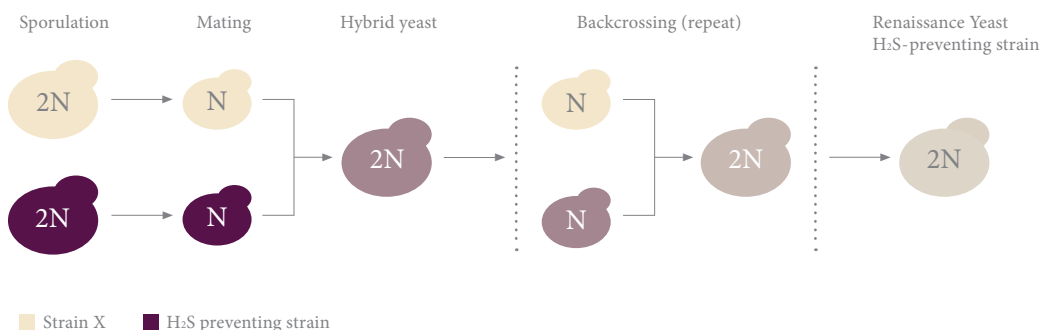 Sporulation
Mating
Hybrid yeast
Backcrossing (repeat)
Renaissance Yeast
H₂S-preventing strain
2N
N
2N
N
2N
N
2N
N
2N
Strain X
H₂S preventing strain